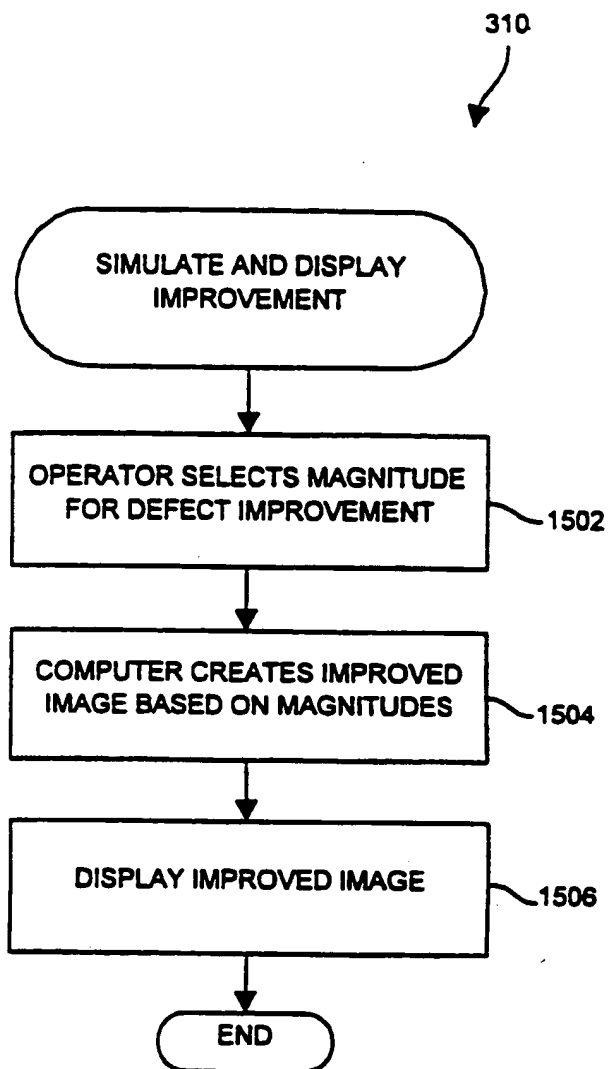 310
SIMULATE AND DISPLAY
IMPROVEMENT
OPERATOR SELECTS MAGNITUDE
FOR DEFECT IMPROVEMENT
1502
COMPUTER CREATES IMPROVED
IMAGE BASED ON MAGNITUDES
1504
DISPLAY IMPROVED IMAGE
1506
END